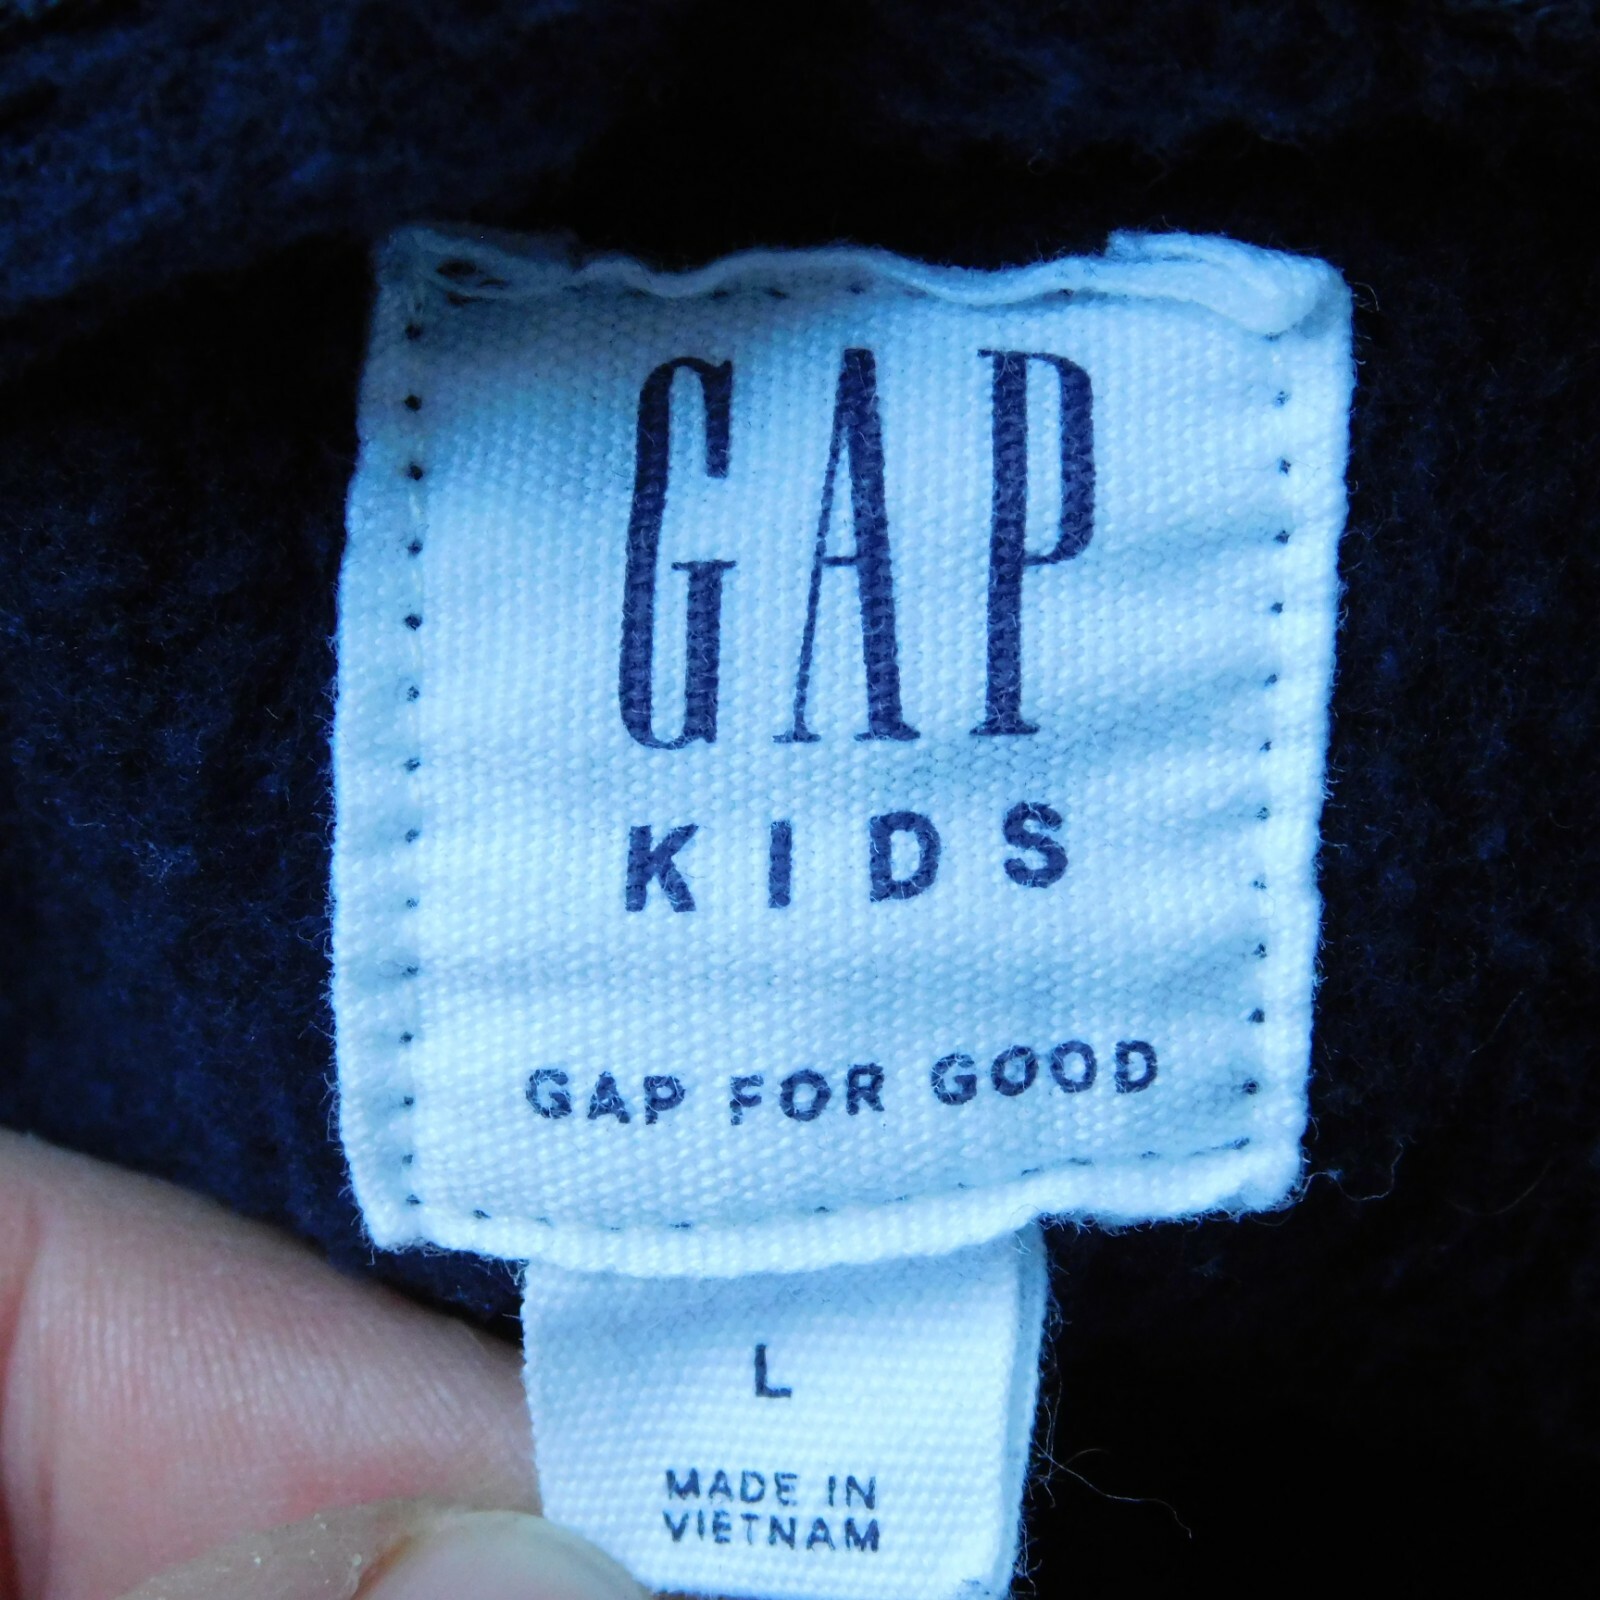 GAP
KIDS
GAP FOR GOOD
L
MADE IN
VIETNAM